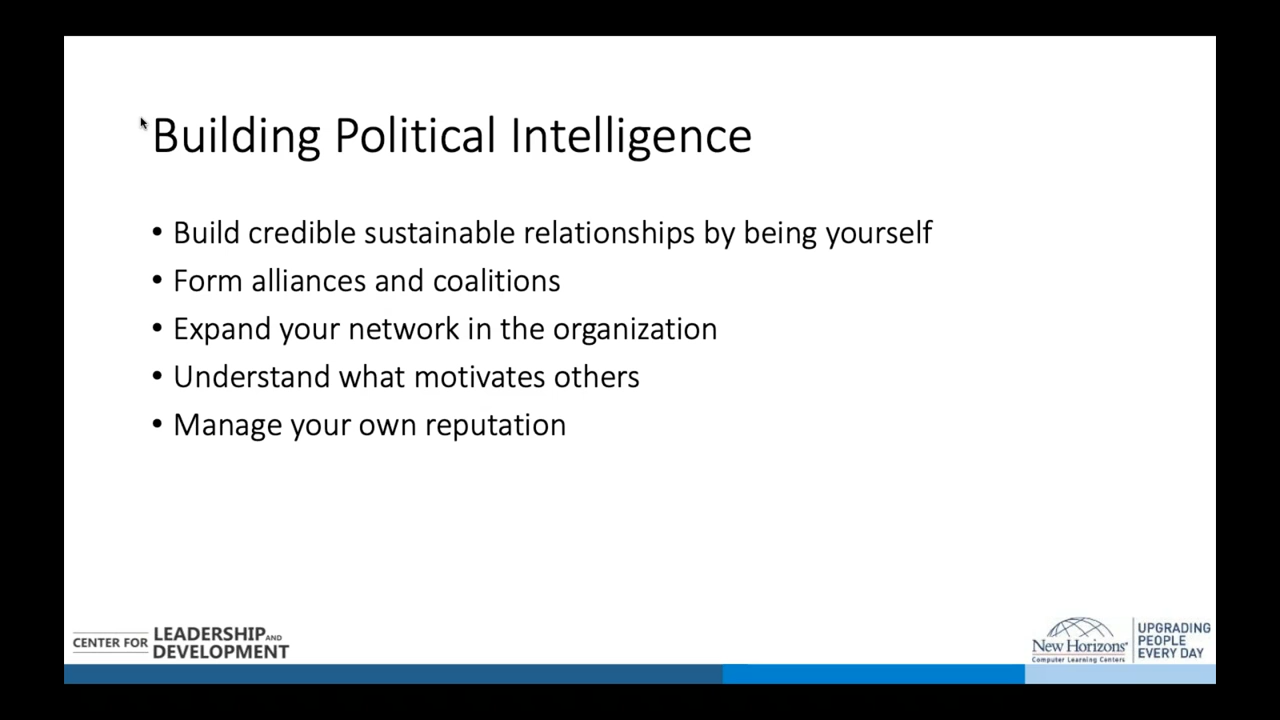 Building Political Intelligence
• Build credible sustainable relationships by being yourself
• Form alliances and coalitions
• Expand your network in the organization
• Understand what motivates others
• Manage your own reputation
CENTER FOR LEADERSHIP AND DEVELOPMENT
New Horizons®
Computer Learning Centers
UPGRADING
PEOPLE
EVERY DAY